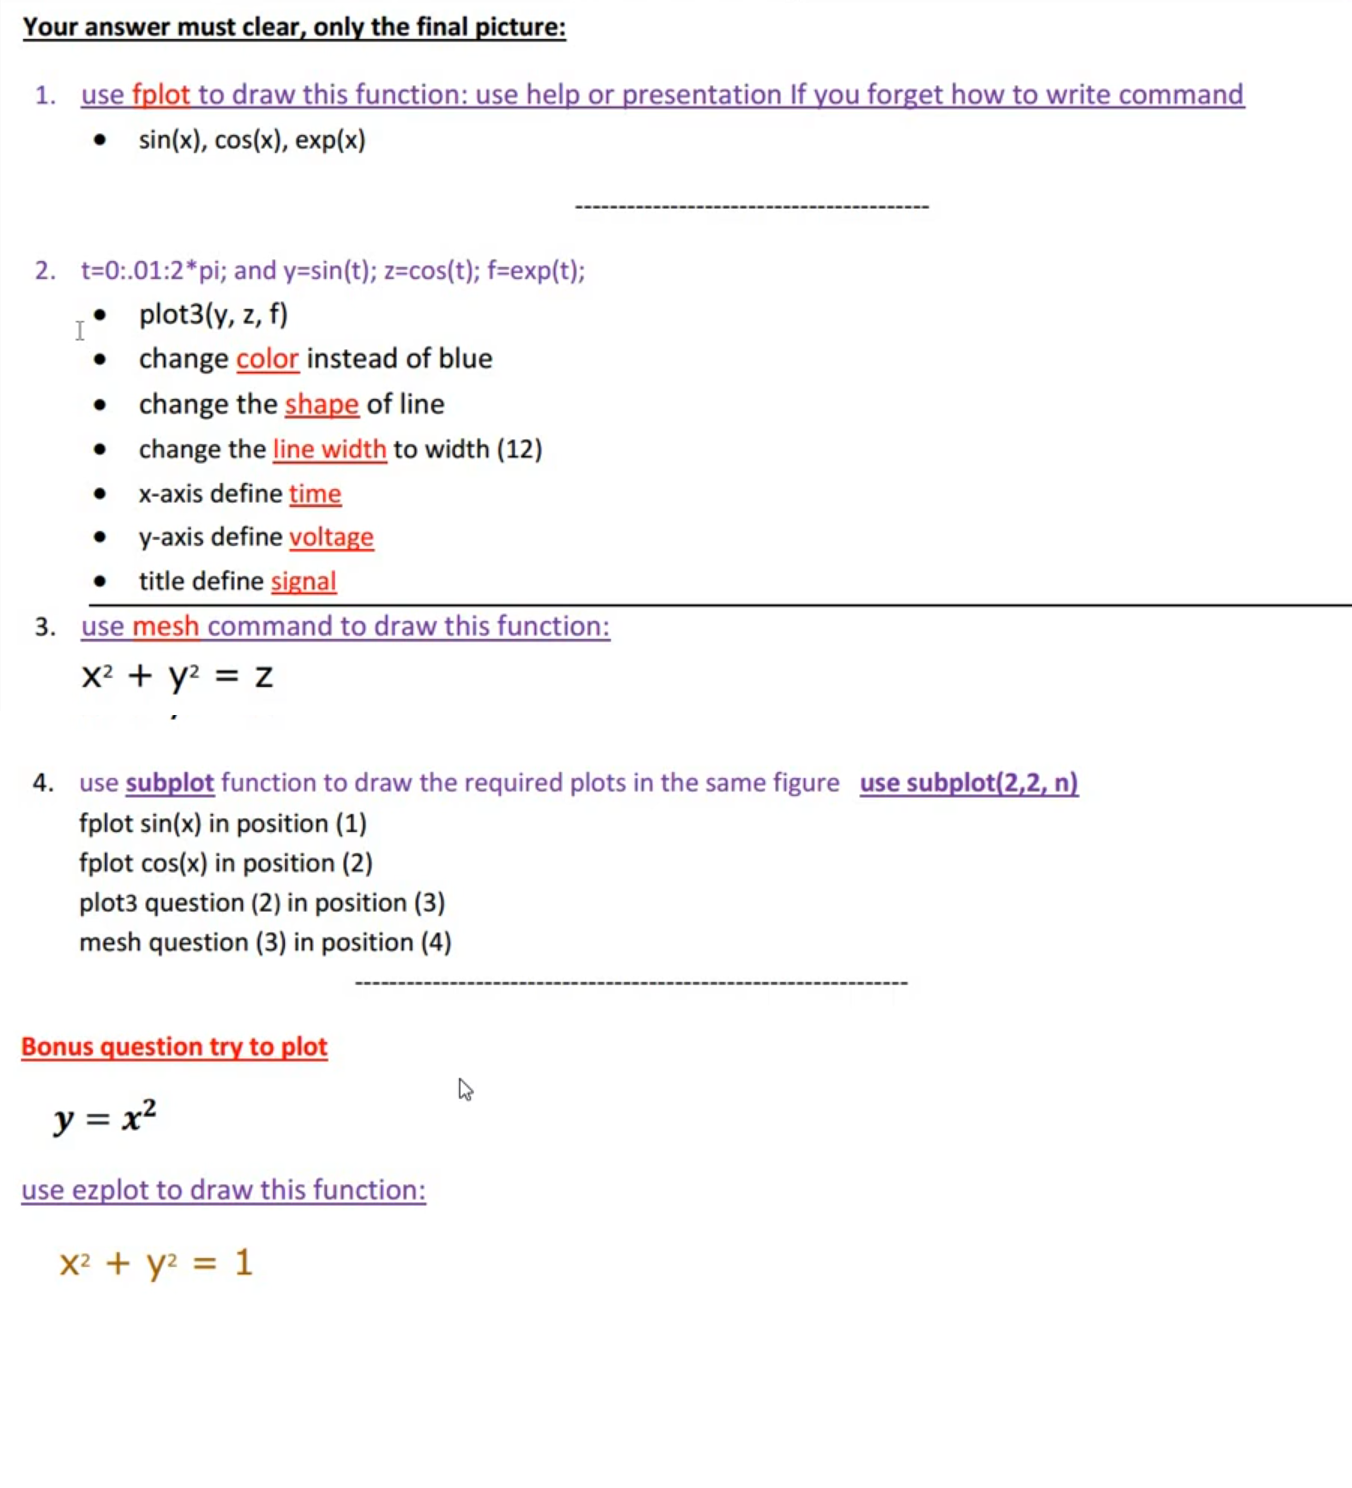 Your answer must clear, only the final picture:
1. use fplot to draw this function: use help or presentation If you forget how to write command
• sin(x), cos(x), exp(x)
-----------------------------------------
2. t=0:.01:2*pi; and y=sin(t); z=cos(t); f=exp(t);
• plot3(y, z, f)
• change color instead of blue
• change the shape of line
• change the line width to width (12)
• x-axis define time
• y-axis define voltage
• title define signal
3. use mesh command to draw this function:
x² + y² = z
4. use subplot function to draw the required plots in the same figure use subplot(2,2, n)
fplot sin(x) in position (1)
fplot cos(x) in position (2)
plot3 question (2) in position (3)
mesh question (3) in position (4)
----------------------------------------------------------------
Bonus question try to plot
y = x²
use ezplot to draw this function:
x² + y² = 1